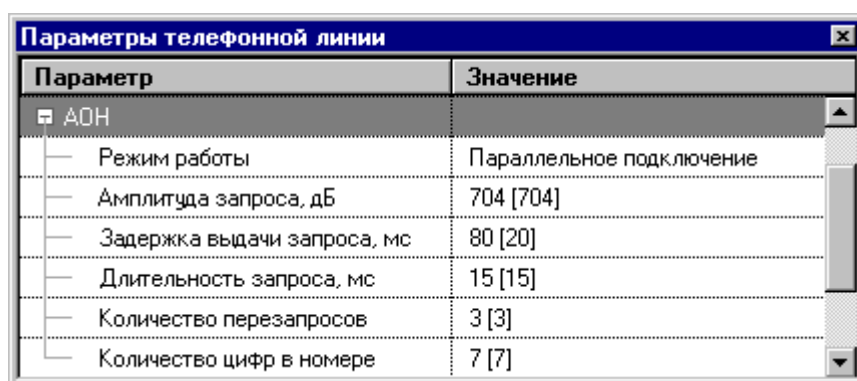 Параметры телефонной линии
Параметр Значение
АОН
Режим работы Параллельное подключение
Амплитуда запроса, дБ 704 [704]
Задержка выдачи запроса, мс 80 [20]
Длительность запроса, мс 15 [15]
Количество перезапросов 3 [3]
Количество цифр в номере 7 [7]